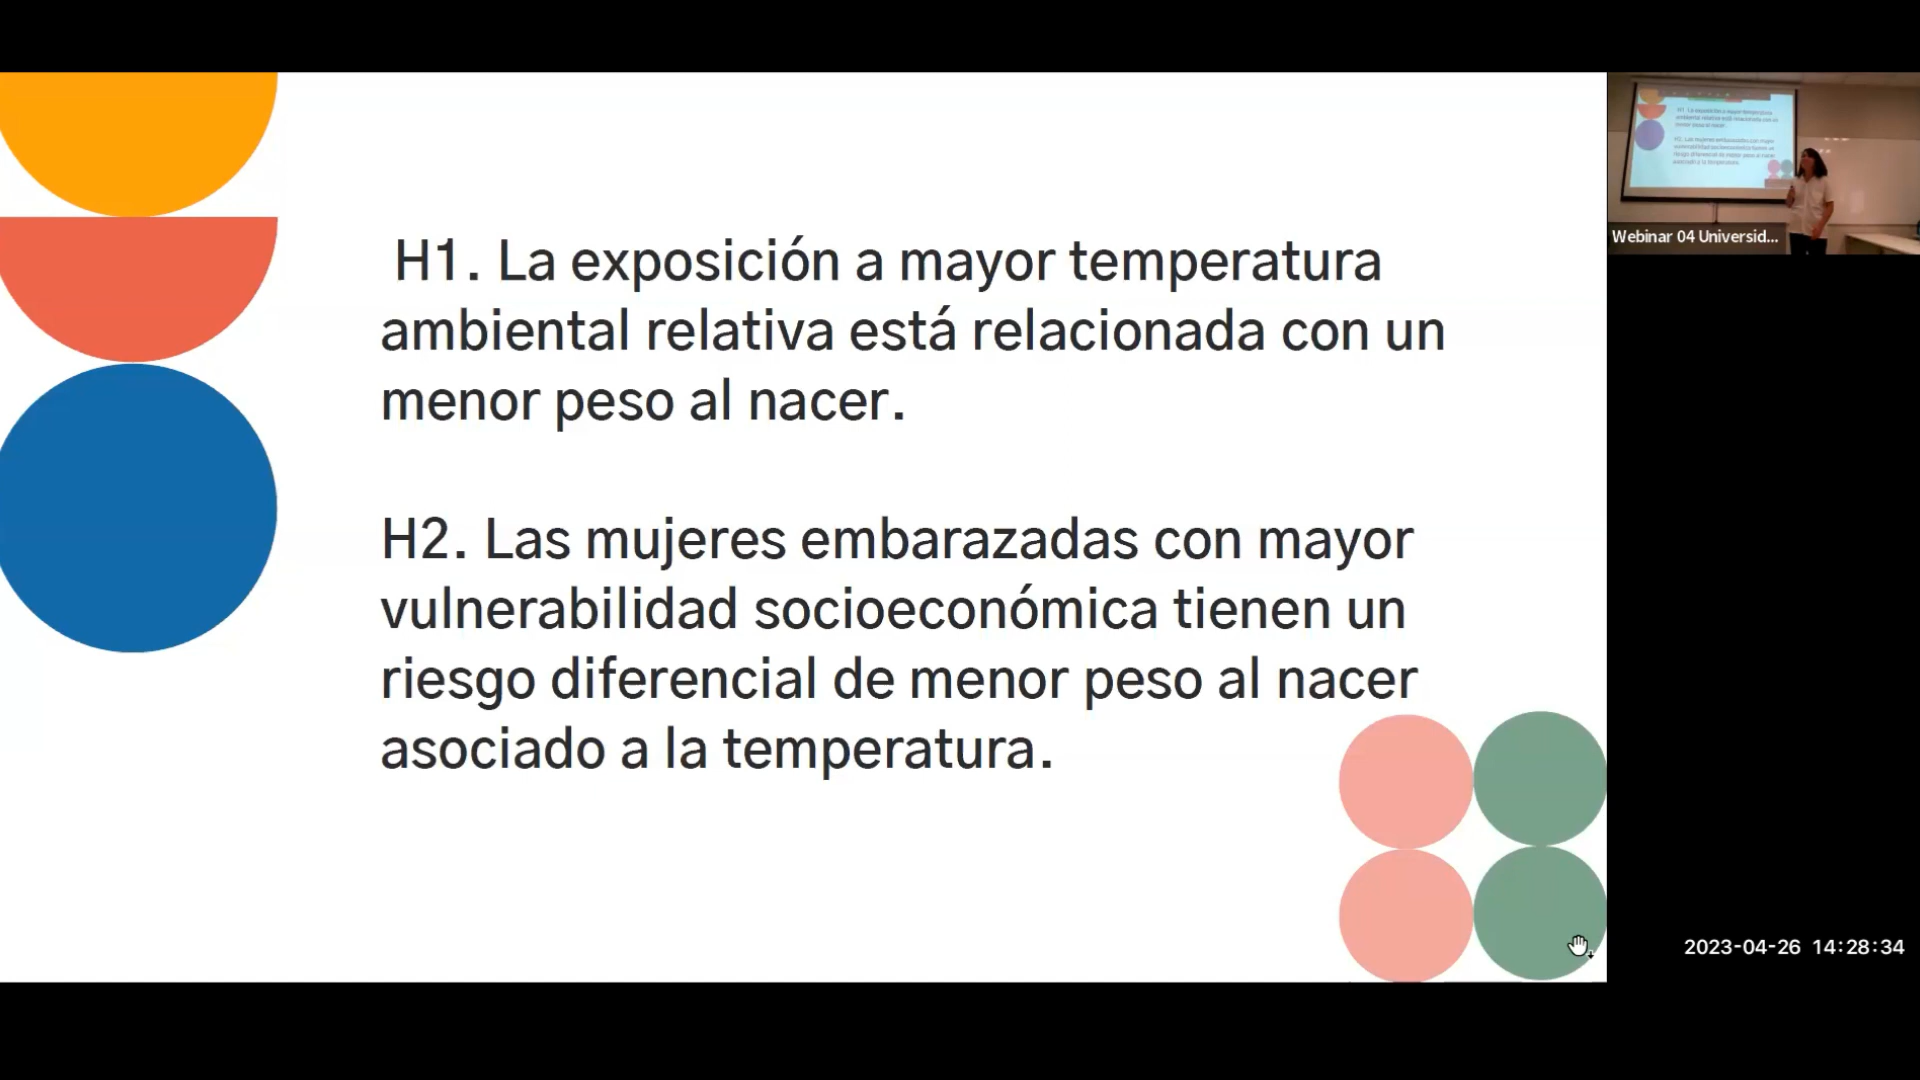 H1. La exposición a mayor temperatura
ambiental relativa está relacionada con un
menor peso al nacer.
H2. Las mujeres embarazadas con mayor
vulnerabilidad socioeconómica tienen un
riesgo diferencial de menor peso al nacer
asociado a la temperatura.
Webinar 04 Universid...
2023-04-26 14:28:34